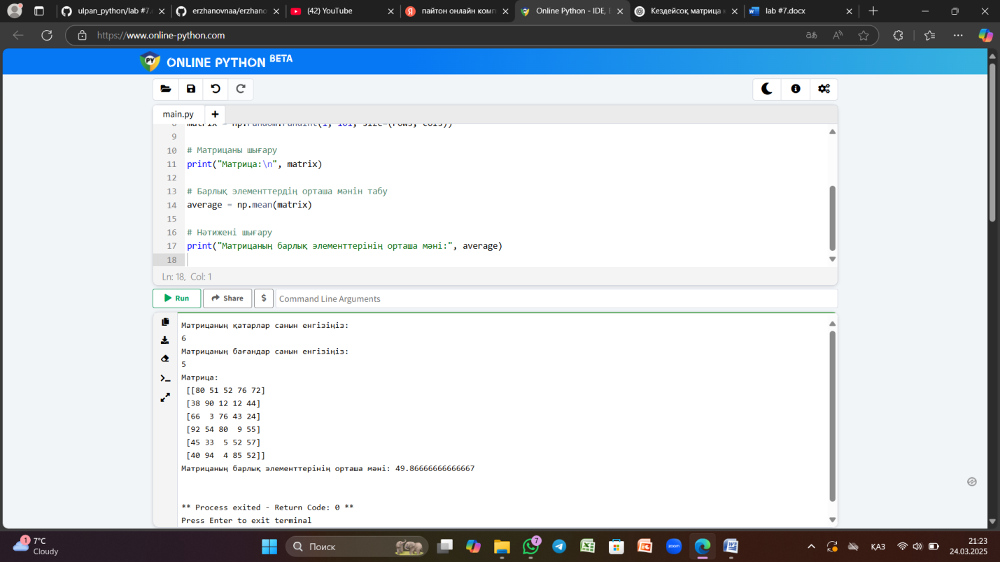 ulpan_python/lab #7.
erzhanovnaa/erzhano
(42) YouTube
пайтон онлайн комп
Online Python - IDE, E
Кездейсоқ матрица
lab #7.docx
https://www.online-python.com
ONLINE PYTHON BETA
main.py
8 matrix = np.random.randint(1, 101, size=(rows, cols))
9
10 # Матрицаны шығару
11 print("Матрица:\n", matrix)
12
13 # Барлық элементтердің орташа мәнін табу
14 average = np.mean(matrix)
15
16 # Нәтижені шығару
17 print("Матрицаның барлық элементтерінің орташа мәні:", average)
18
Ln: 18, Col: 1
Run
Share
$
Command Line Arguments
Матрицаның қатарлар санын енгізіңіз:
6
Матрицаның бағандар санын енгізіңіз:
5
Матрица:
[[80 51 52 76 72]
[38 90 12 12 44]
[66  3 76 43 24]
[92 54 80  9 55]
[45 33  5 52 57]
[40 94  4 85 52]]
Матрицаның барлық элементтерінің орташа мәні: 49.86666666666667
** Process exited - Return Code: 0 **
Press Enter to exit terminal
1
7°C
Cloudy
Поиск
7
zoom
ҚАЗ
21:23
24.03.2025